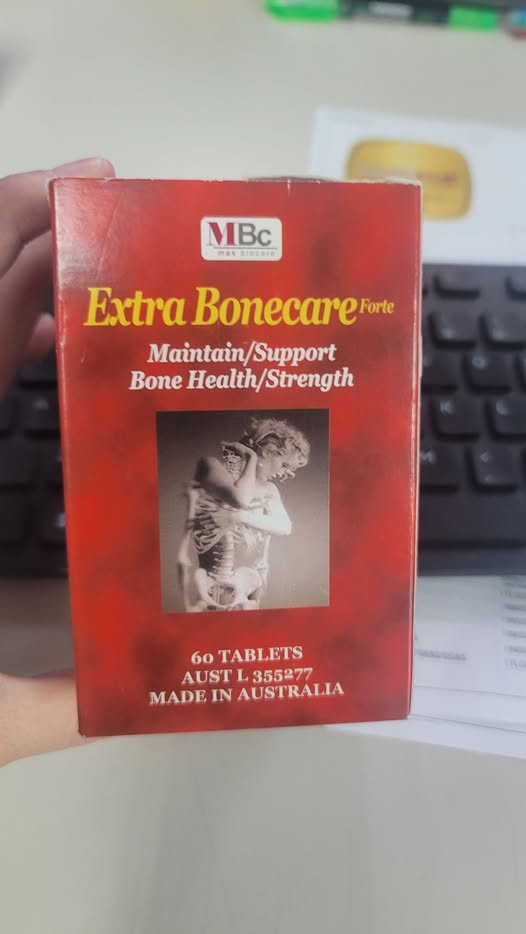 MBc
max biocare
Extra Bonecare Forte
Maintain/Support
Bone Health/Strength
60 TABLETS
AUST L 355277
MADE IN AUSTRALIA